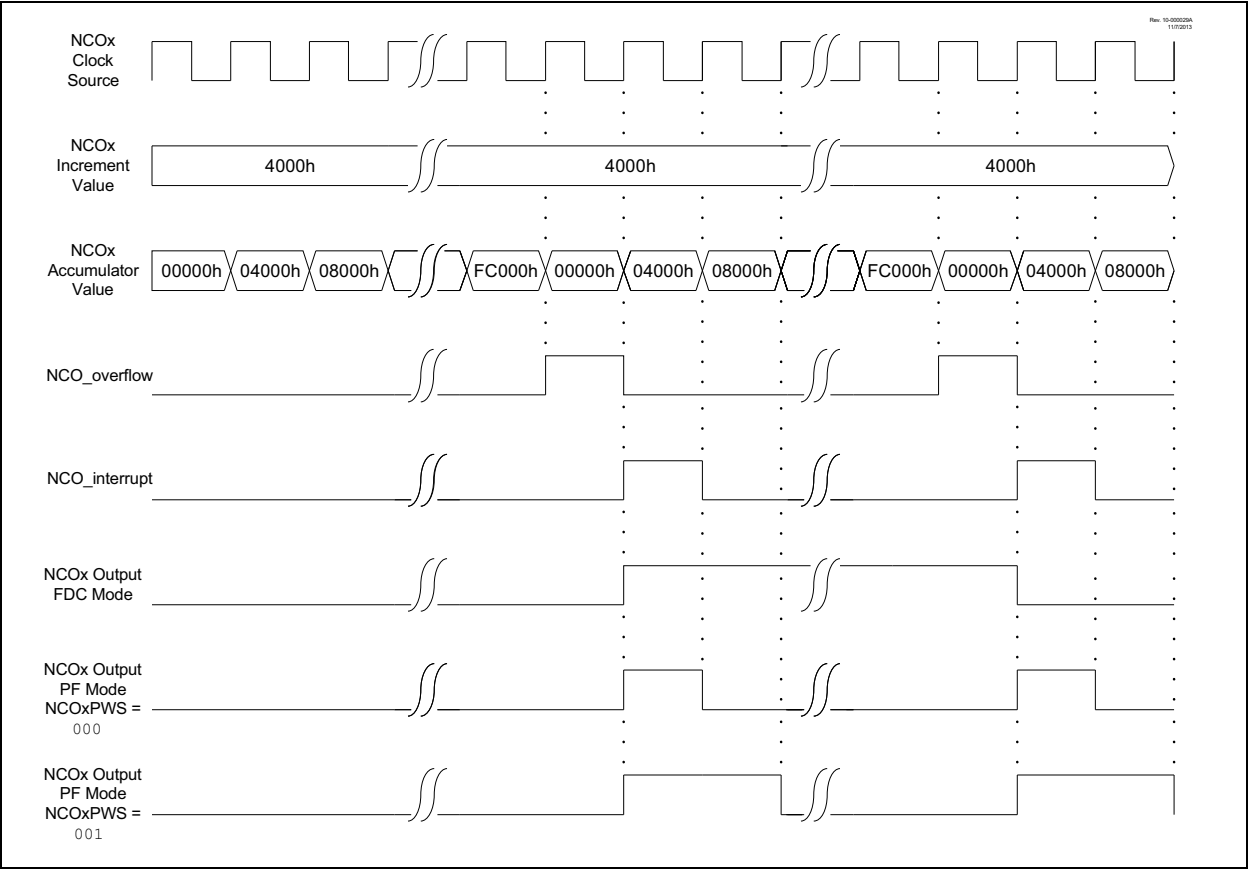 Rev. 10-000029A
11/7/2013
NCOx
Clock
Source
NCOx
Increment
Value
4000h
4000h
4000h
NCOx
Accumulator
Value
00000h 04000h 08000h FC000h 00000h 04000h 08000h FC000h 00000h 04000h 08000h
NCO_overflow
NCO_interrupt
NCOx Output
FDC Mode
NCOx Output
PF Mode
NCOxPWS =
000
NCOx Output
PF Mode
NCOxPWS =
001